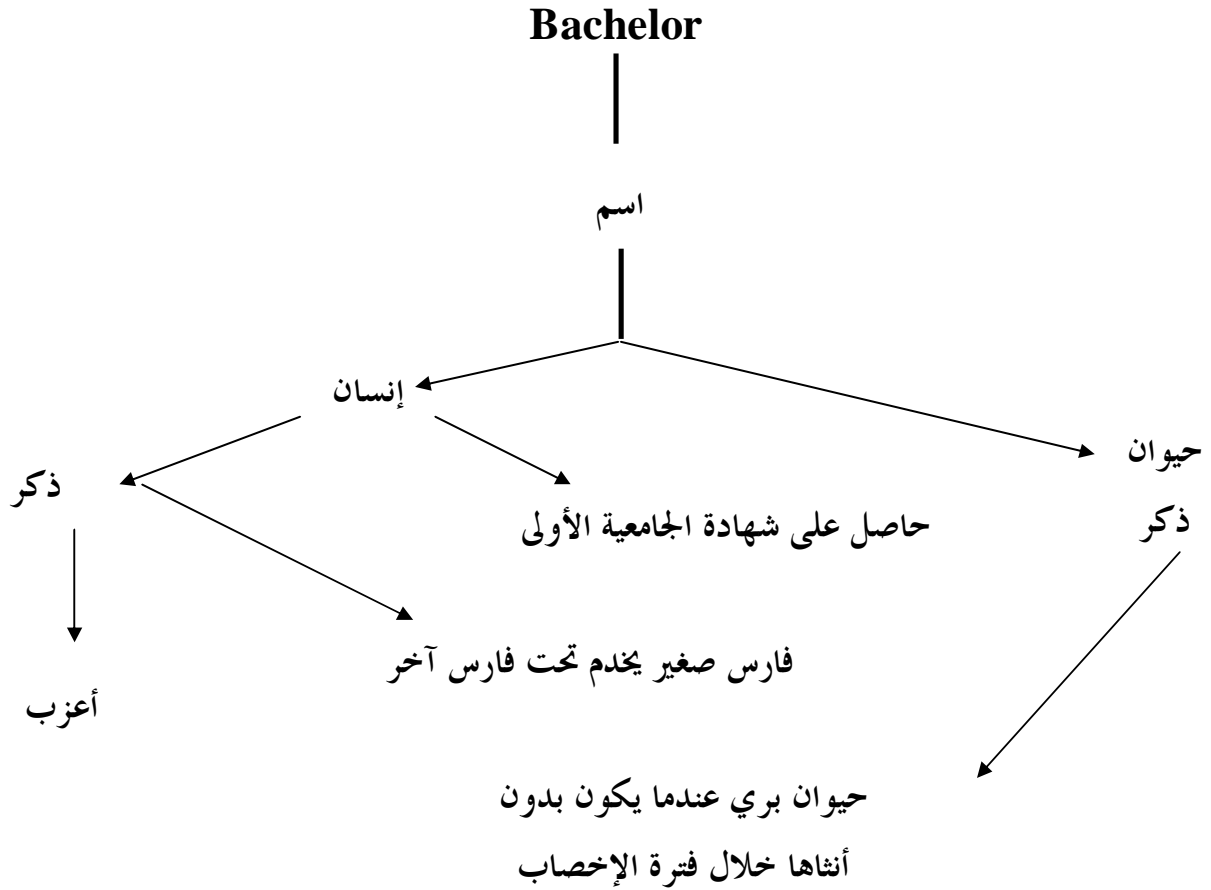 Bachelor
اسم
إنسان
حيوان
ذكر
ذكر
حاصل على شهادة الجامعية الأولى
فارس صغير يخدم تحت فارس آخر
أعزب
حيوان بري عندما يكون بدون
أنثاها خلال فترة الإخصاب